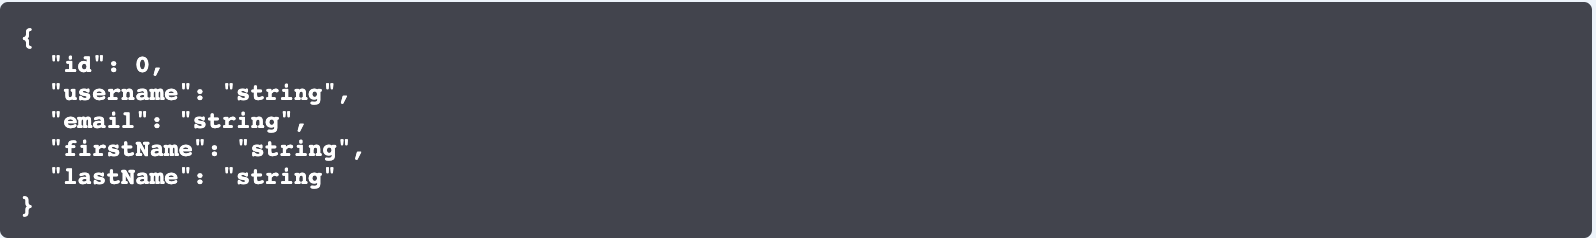 {
  "id": 0,
  "username": "string",
  "email": "string",
  "firstName": "string",
  "lastName": "string"
}